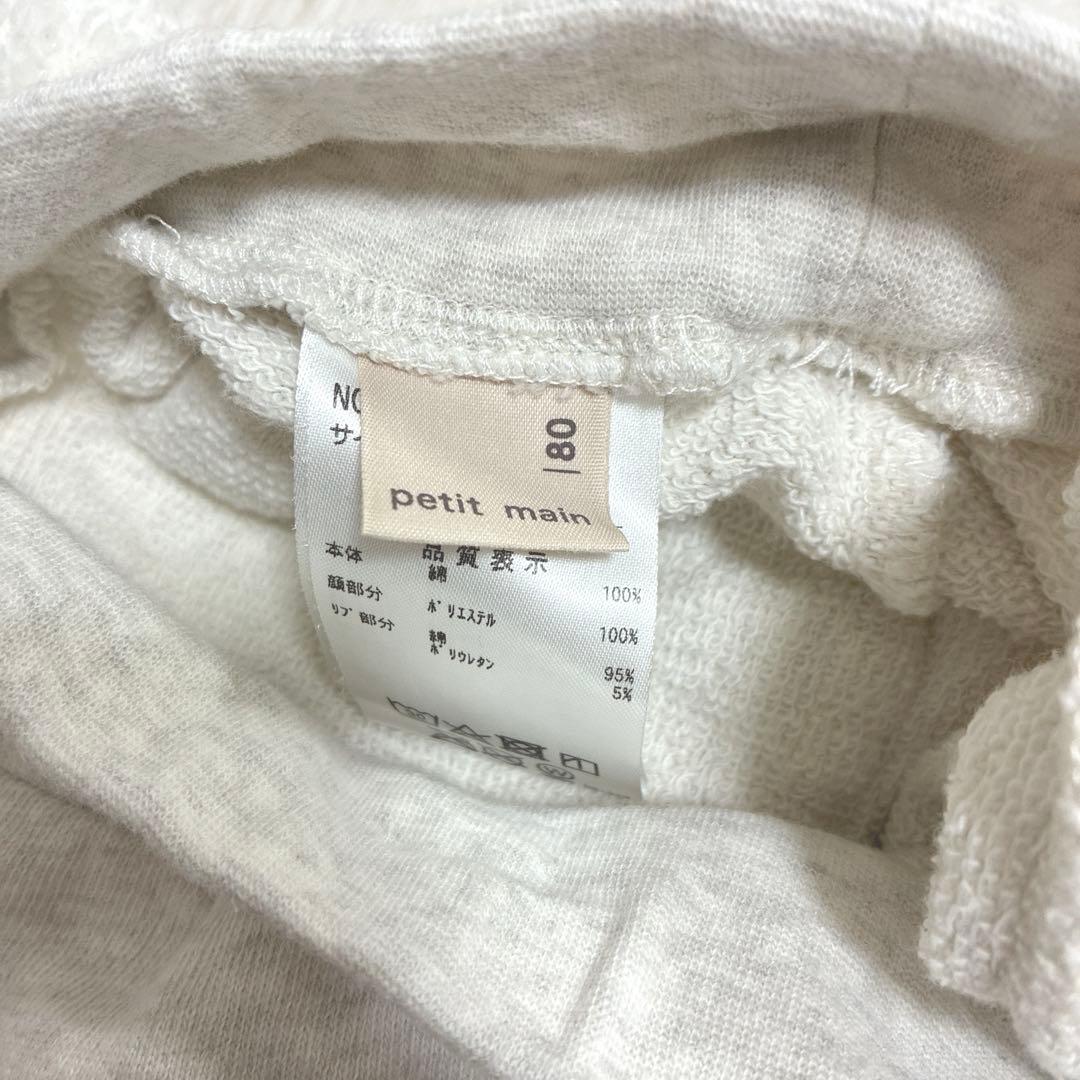 NO
サイ
80
petit main
品質表示
本体 綿 100%
顔部分 ポリエステル 100%
リブ部分 綿 95%
ポリウレタン 5%
W